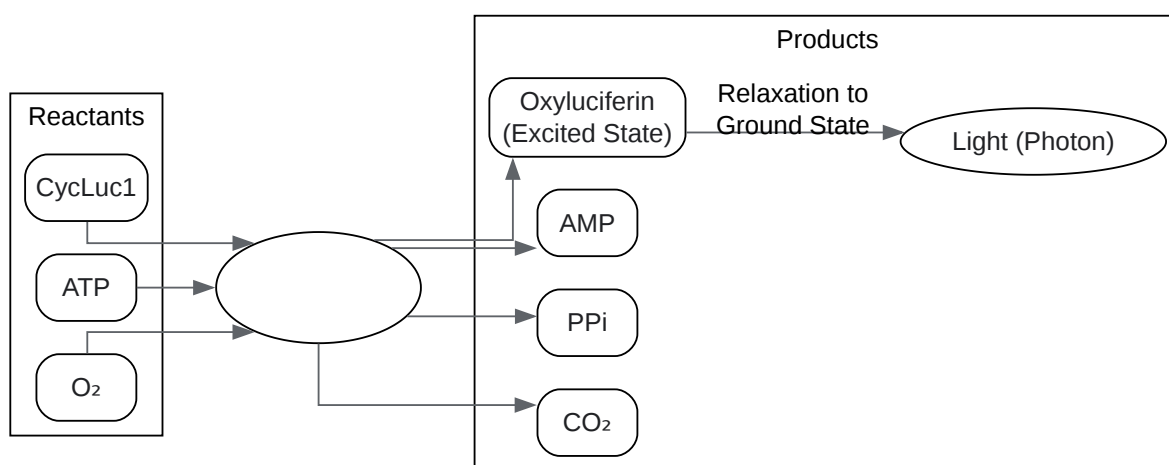 Products
Reactants
Oxyluciferin
(Excited State)
Relaxation to
Ground State
Light (Photon)
CycLuc1
AMP
ATP
PPi
O₂
CO₂